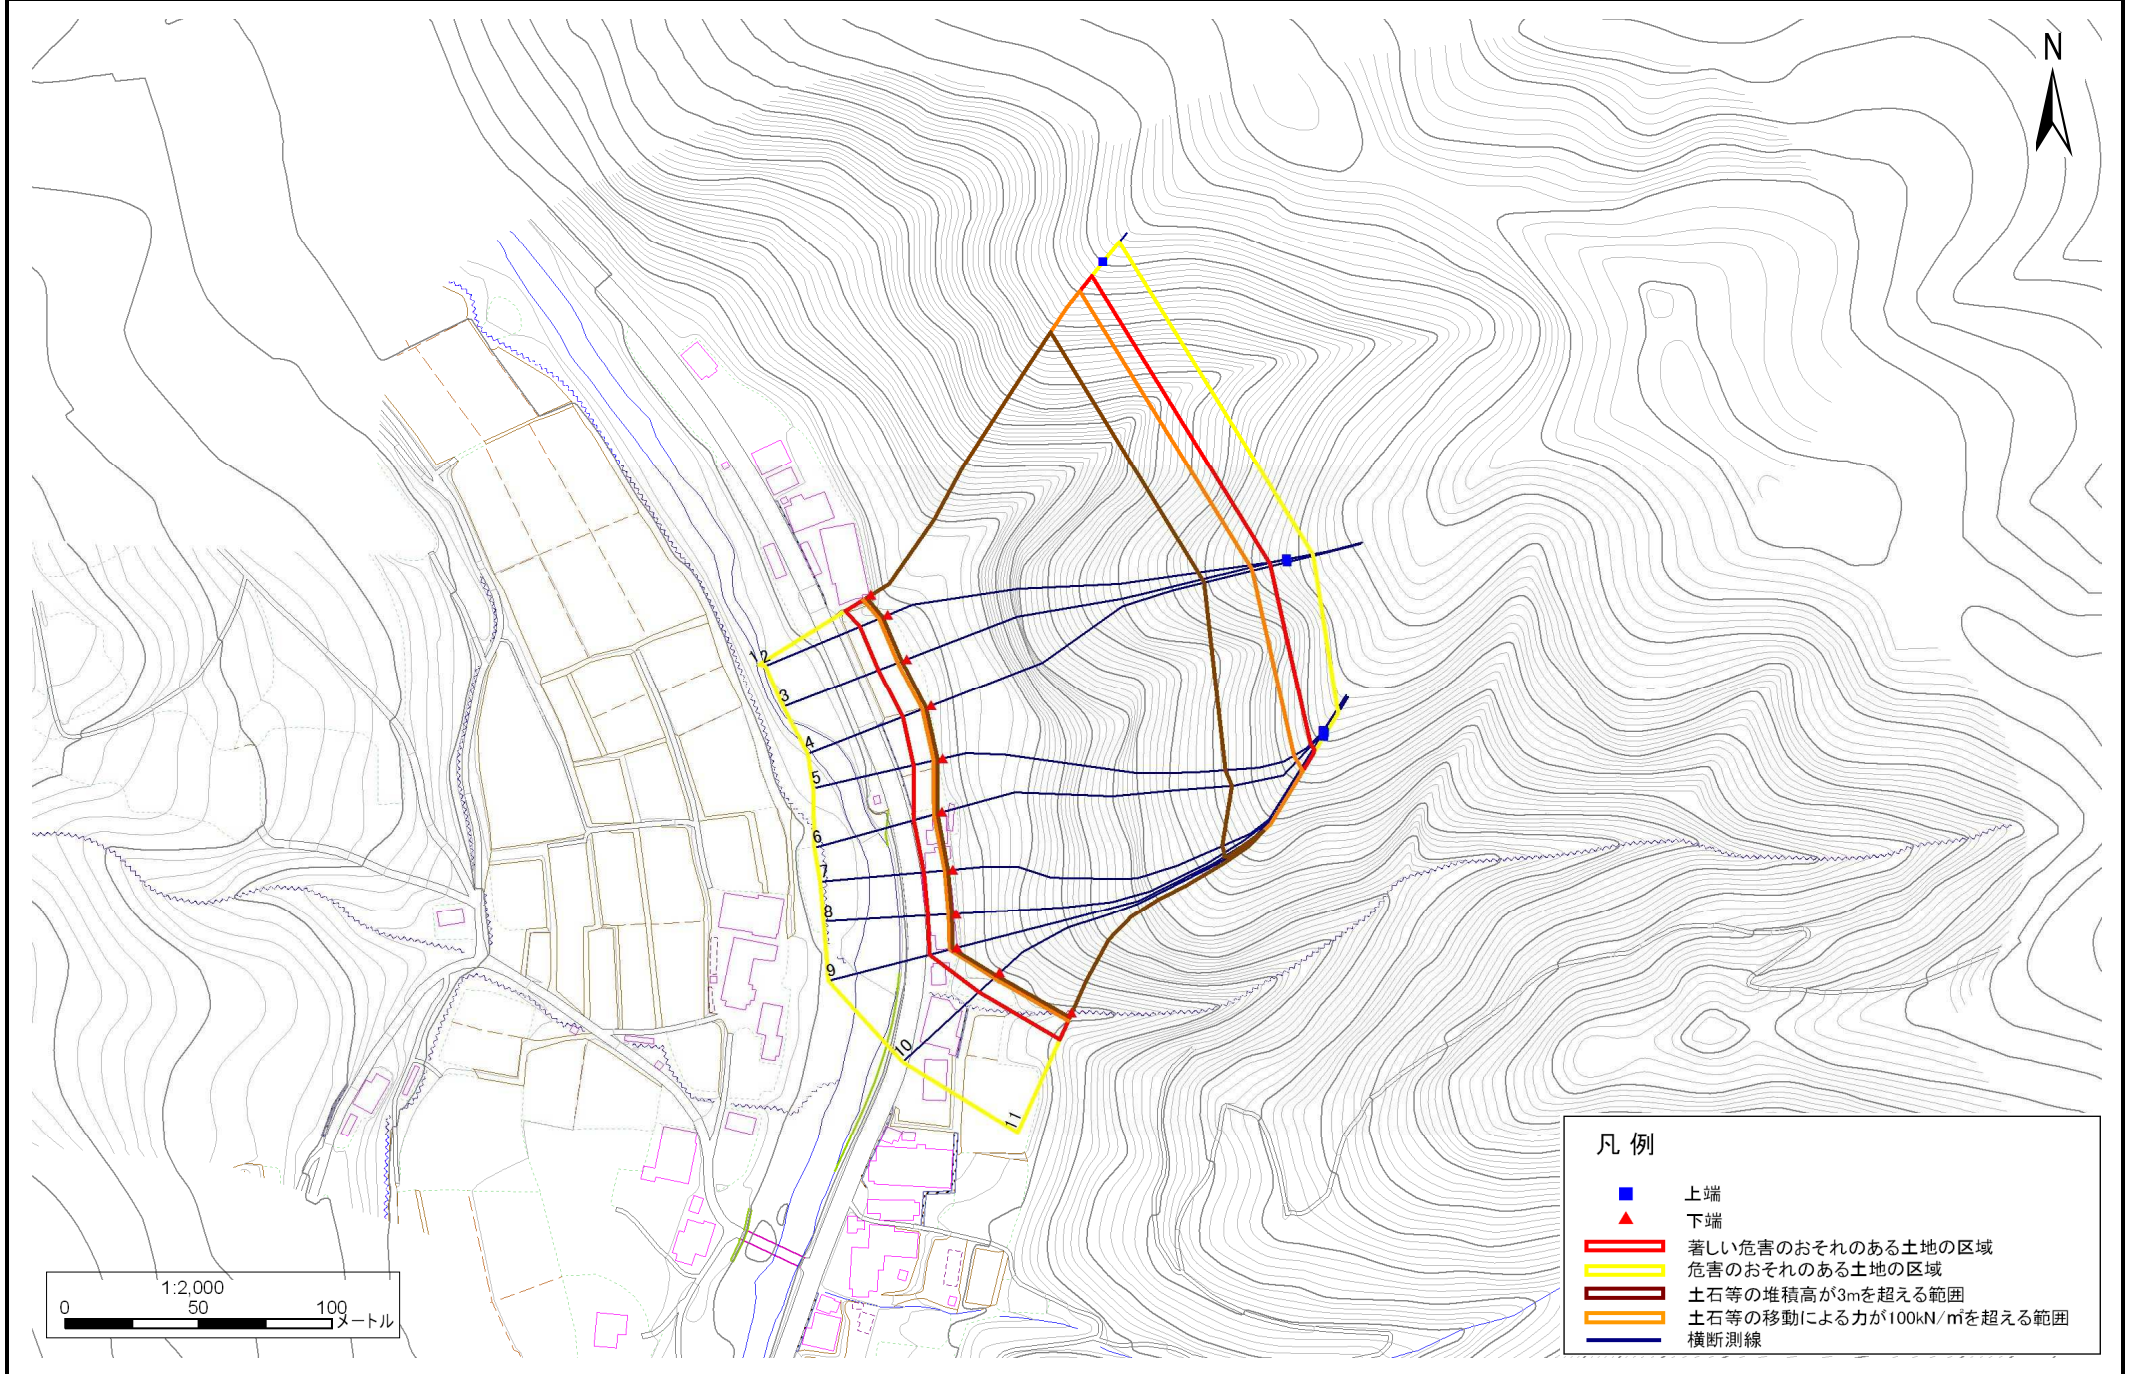 N
1
2
3
4
5
6
7
8
9
10
11
1:2,000
0 50 100
メートル
凡 例
上端
下端
著しい危害のおそれのある土地の区域
危害のおそれのある土地の区域
土石等の堆積高が3mを超える範囲
土石等の移動による力が100kN/㎡を超える範囲
横断測線